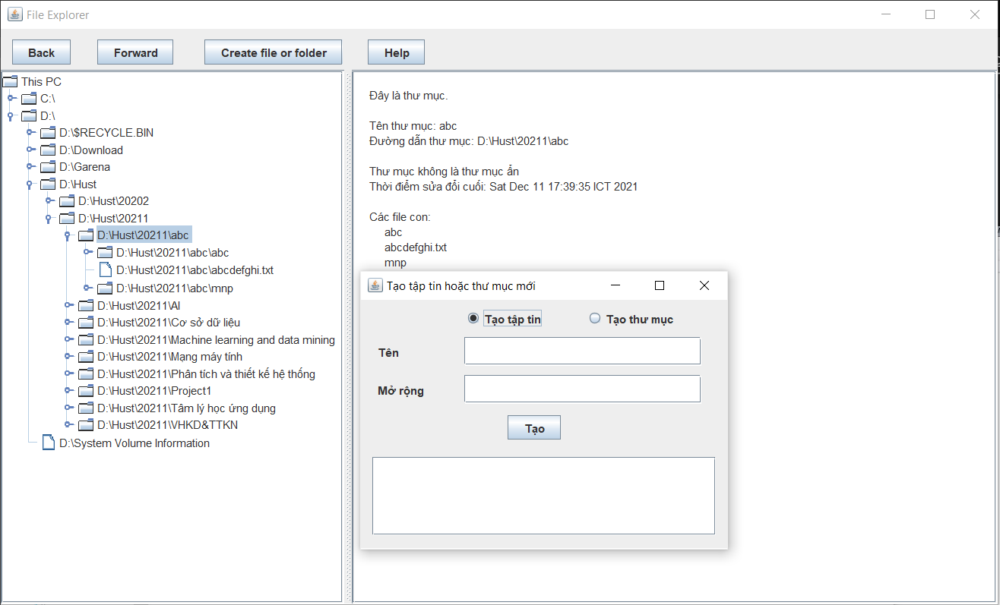 File Explorer
Back Forward Create file or folder Help
This PC
C:\
D:\
D:\$RECYCLE.BIN
D:\Download
D:\Garena
D:\Hust
D:\Hust\20202
D:\Hust\20211
D:\Hust\20211\abc
D:\Hust\20211\abc\abc
D:\Hust\20211\abc\abcdefghi.txt
D:\Hust\20211\abc\mnp
D:\Hust\20211\AI
D:\Hust\20211\Cơ sở dữ liệu
D:\Hust\20211\Machine learning and data mining
D:\Hust\20211\Mạng máy tính
D:\Hust\20211\Phân tích và thiết kế hệ thống
D:\Hust\20211\Project1
D:\Hust\20211\Tâm lý học ứng dụng
D:\Hust\20211\VHKD&TTKN
D:\System Volume Information
Đây là thư mục.
Tên thư mục: abc
Đường dẫn thư mục: D:\Hust\20211\abc
Thư mục không là thư mục ẩn
Thời điểm sửa đổi cuối: Sat Dec 11 17:39:35 ICT 2021
Các file con:
abc
abcdefghi.txt
mnp
Tạo tập tin hoặc thư mục mới
Tạo tập tin Tạo thư mục
Tên
Mở rộng
Tạo